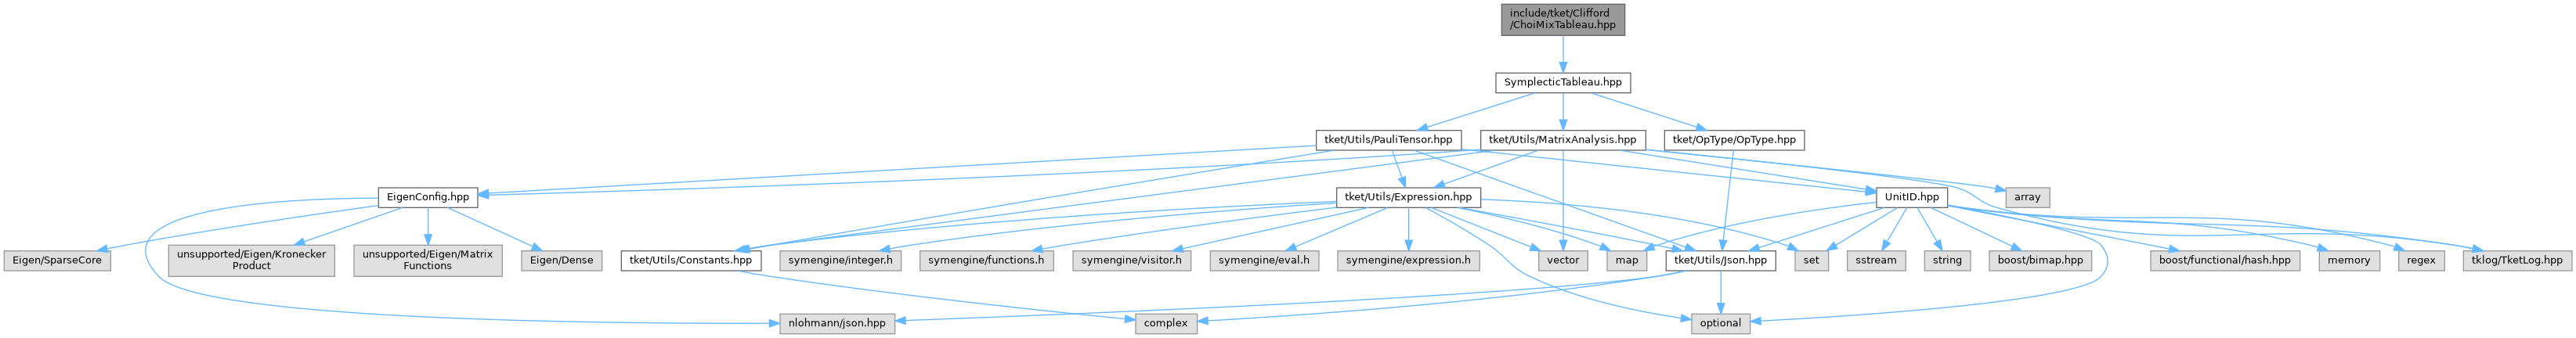 include/tket/Clifford
/ChoiMixTableau.hpp
SymplecticTableau.hpp
tket/Utils/PauliTensor.hpp
tket/Utils/MatrixAnalysis.hpp
tket/OpType/OpType.hpp
EigenConfig.hpp
tket/Utils/Expression.hpp
UnitID.hpp
array
Eigen/SparseCore
unsupported/Eigen/Kronecker
Product
unsupported/Eigen/Matrix
Functions
Eigen/Dense
tket/Utils/Constants.hpp
symengine/integer.h
symengine/functions.h
symengine/visitor.h
symengine/eval.h
symengine/expression.h
vector
map
tket/Utils/Json.hpp
set
sstream
string
boost/bimap.hpp
boost/functional/hash.hpp
memory
regex
tklog/TketLog.hpp
nlohmann/json.hpp
complex
optional